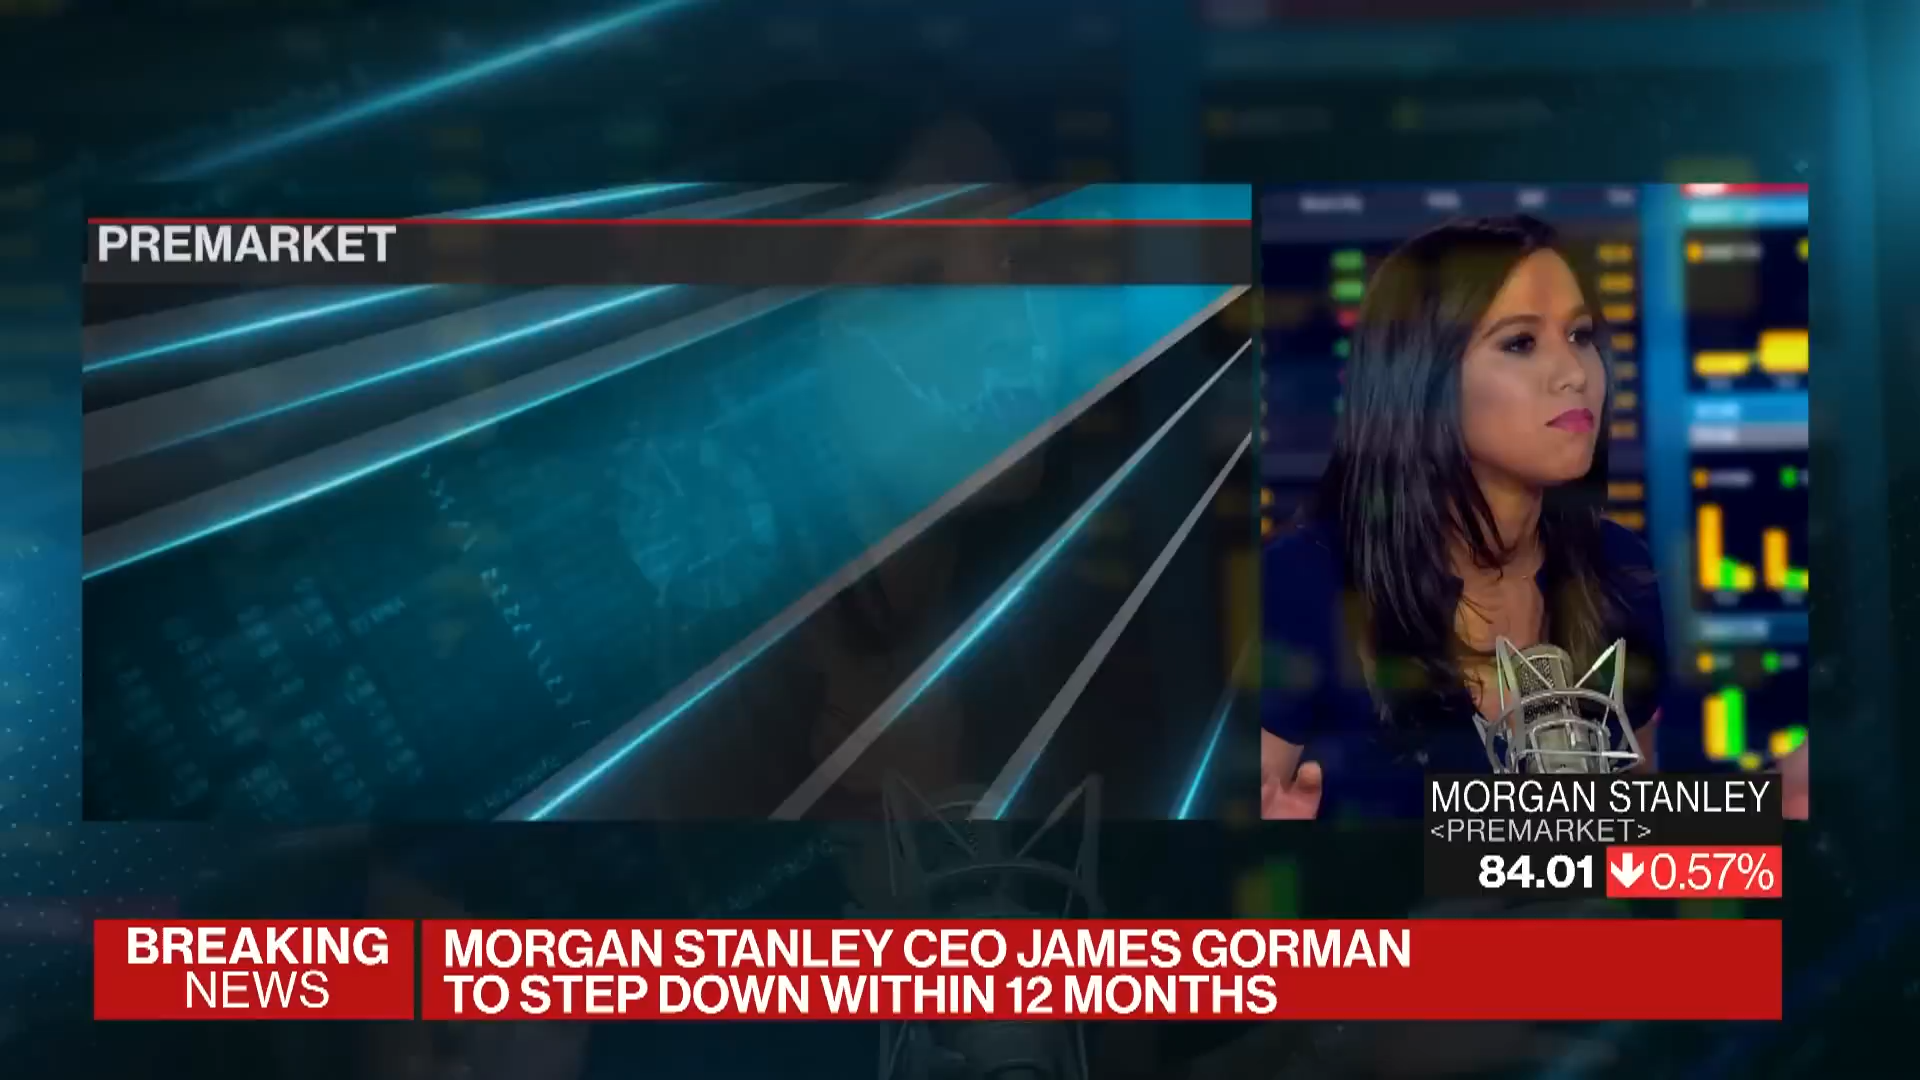 PREMARKET
MORGAN STANLEY
<PREMARKET>
84.01 ↓0.57%
BREAKING
NEWS
MORGAN STANLEY CEO JAMES GORMAN
TO STEP DOWN WITHIN 12 MONTHS